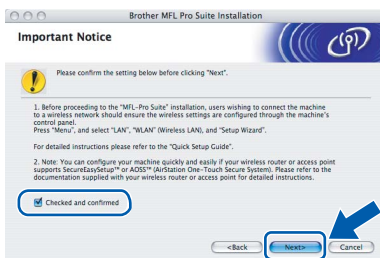 Brother MFL Pro Suite Installation
Important Notice
Please confirm the setting below before clicking "Next".
1. Before proceeding to the "MFL-Pro Suite" installation, users wishing to connect the machine
to a wireless network should ensure the wireless settings are configured through the machine's
control panel.
Press "Menu", and select "LAN", "WLAN" (Wireless LAN), and "Setup Wizard".
For detailed instructions please refer to the "Quick Setup Guide".
2. Note: You can configure your machine quickly and easily if your wireless router or access point
supports SecureEasySetup™ or AOSS™ (AirStation One-Touch Secure System). Please refer to the
documentation supplied with your wireless router or access point for detailed instructions.
Checked and confirmed
<Back Next> Cancel